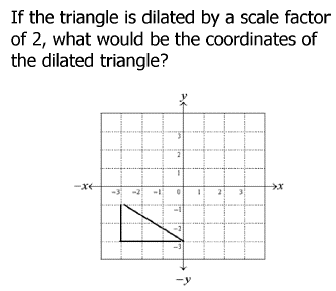 If the triangle is dilated by a scale factor
of 2, what would be the coordinates of
the dilated triangle?
y
3
2
1
-x -3 -2 -1 0 1 2 3 x
-1
-2
-3
-y